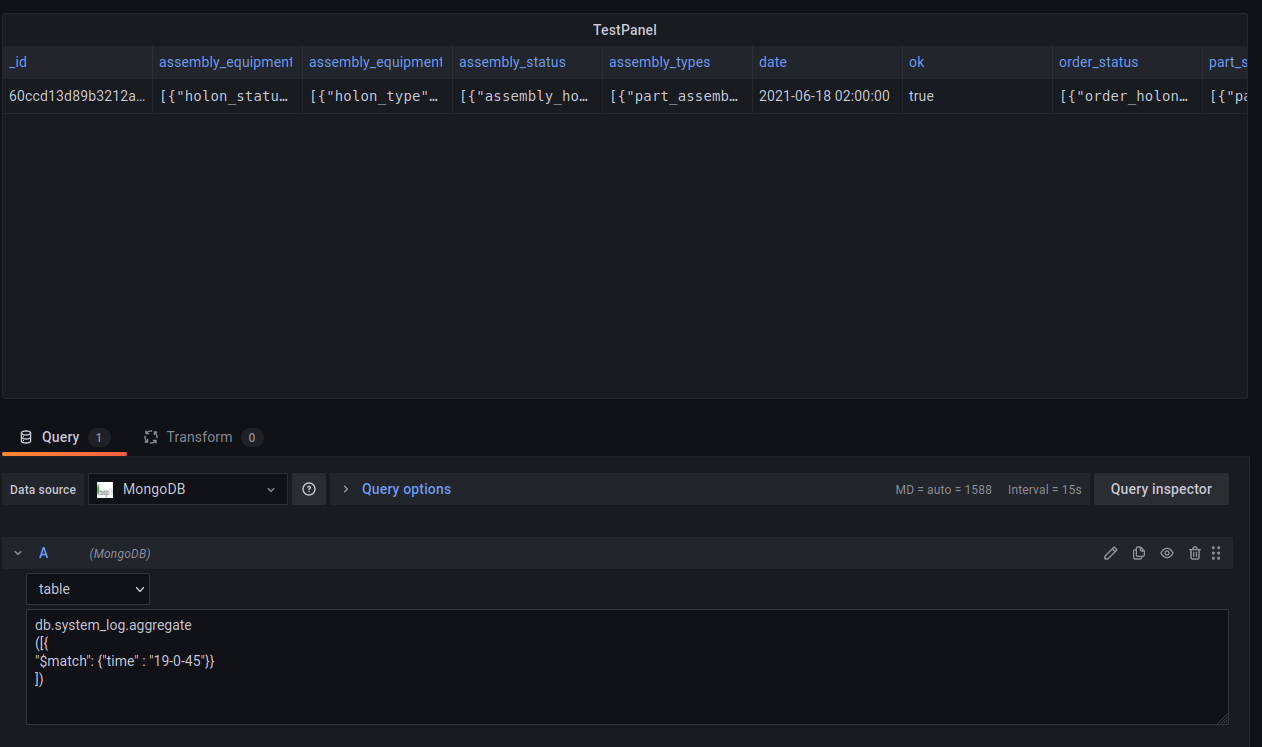 TestPanel
_id assembly_equipment assembly_equipment assembly_status assembly_types date ok order_status part_s
60ccd13d89b3212a… [{"holon_statu… [{"holon_type"… [{"assembly_ho… [{"part_assemb… 2021-06-18 02:00:00 true [{"order_holon… [{"pa
Query 1 Transform 0
Data source MongoDB Query options MD = auto = 1588 Interval = 15s Query inspector
A (MongoDB)
table
db.system_log.aggregate
([{
"$match": {"time" : "19-0-45"}}
])